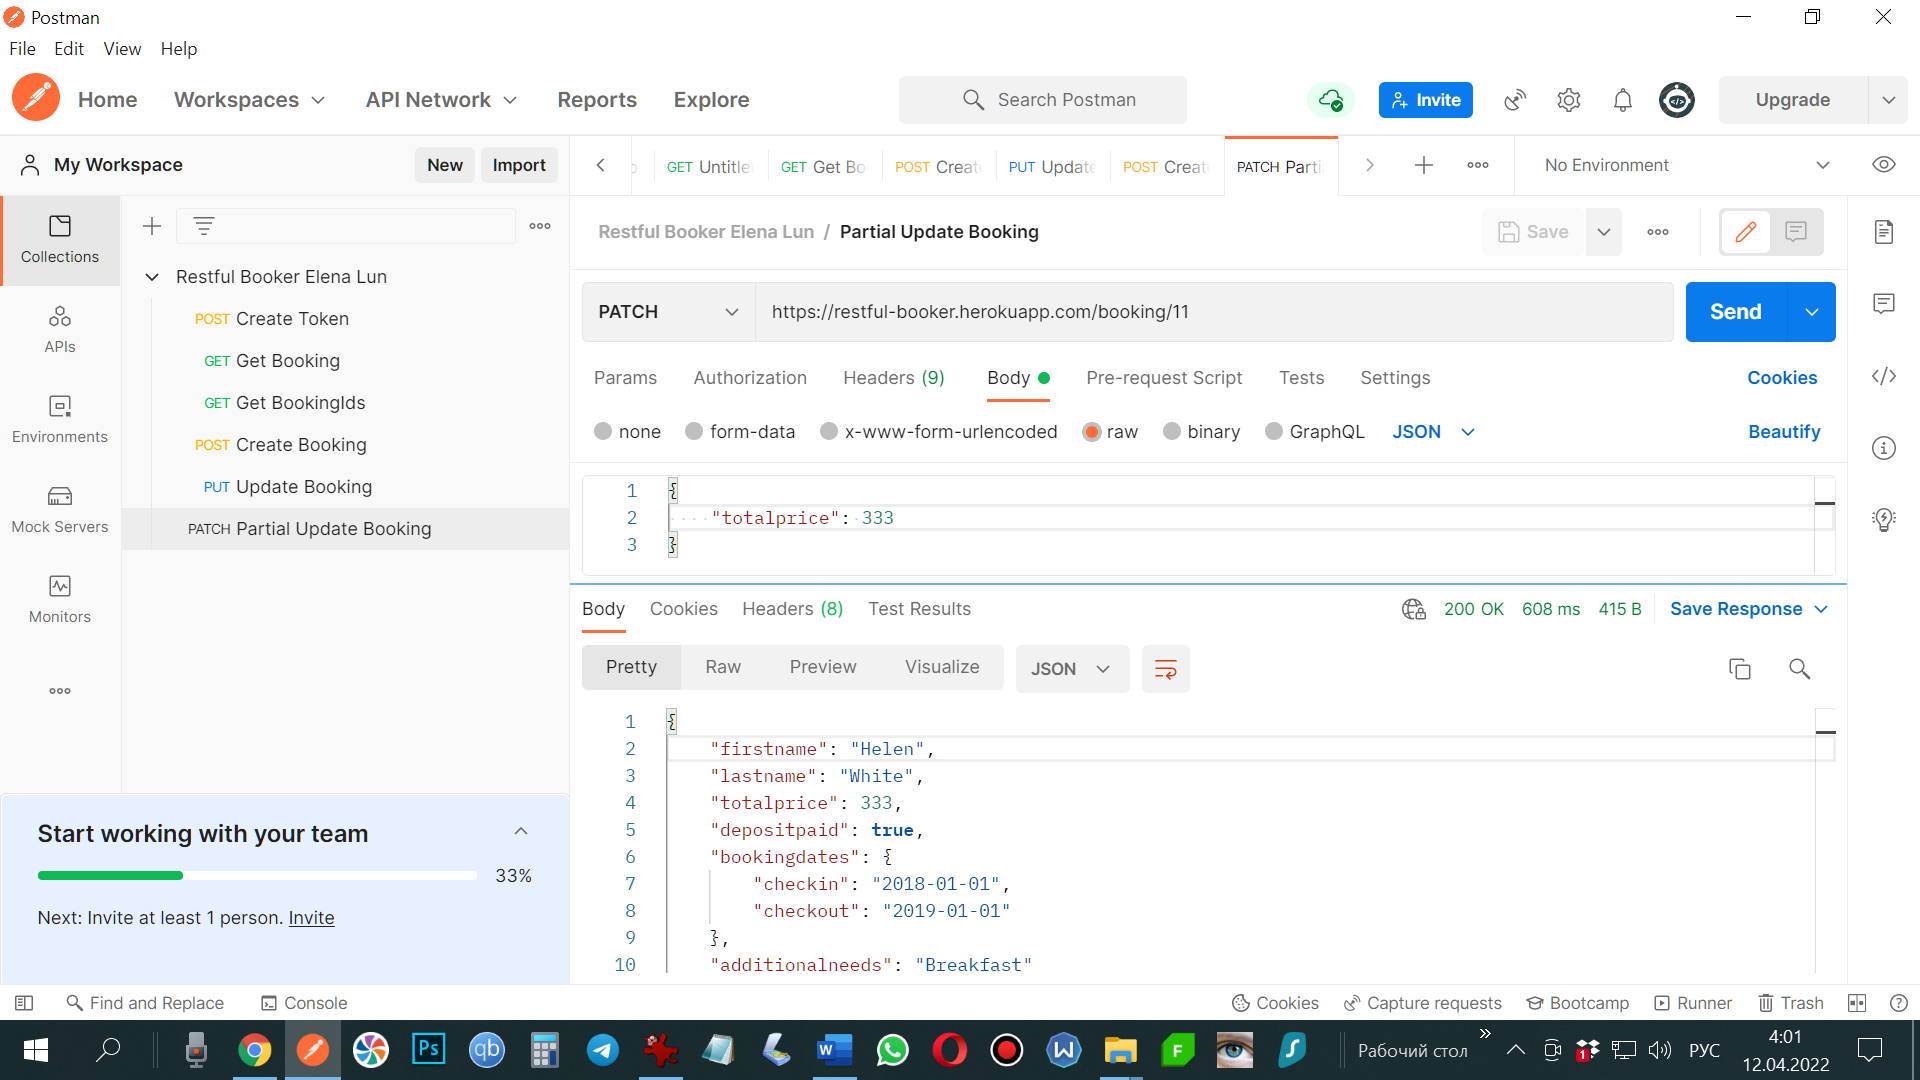 Postman
File Edit View Help
Home Workspaces API Network Reports Explore Search Postman Invite Upgrade
My Workspace New Import
GET Untitle GET Get Bo POST Creat PUT Update POST Creat PATCH Parti No Environment
Collections
APIs
Environments
Mock Servers
Monitors
Restful Booker Elena Lun
POST Create Token
GET Get Booking
GET Get BookingIds
POST Create Booking
PUT Update Booking
PATCH Partial Update Booking
Start working with your team
33%
Next: Invite at least 1 person. Invite
Restful Booker Elena Lun / Partial Update Booking Save
PATCH https://restful-booker.herokuapp.com/booking/11 Send
Params Authorization Headers (9) Body Pre-request Script Tests Settings Cookies
none form-data x-www-form-urlencoded raw binary GraphQL JSON Beautify
1 {
2 "totalprice": 333
3 }
Body Cookies Headers (8) Test Results 200 OK 608 ms 415 B Save Response
Pretty Raw Preview Visualize JSON
1 {
2 "firstname": "Helen",
3 "lastname": "White",
4 "totalprice": 333,
5 "depositpaid": true,
6 "bookingdates": {
7 "checkin": "2018-01-01",
8 "checkout": "2019-01-01"
9 },
10 "additionalneeds": "Breakfast"
Find and Replace Console Cookies Capture requests Bootcamp Runner Trash
Ps qb W F Рабочий стол 1 РУС 4:01
12.04.2022